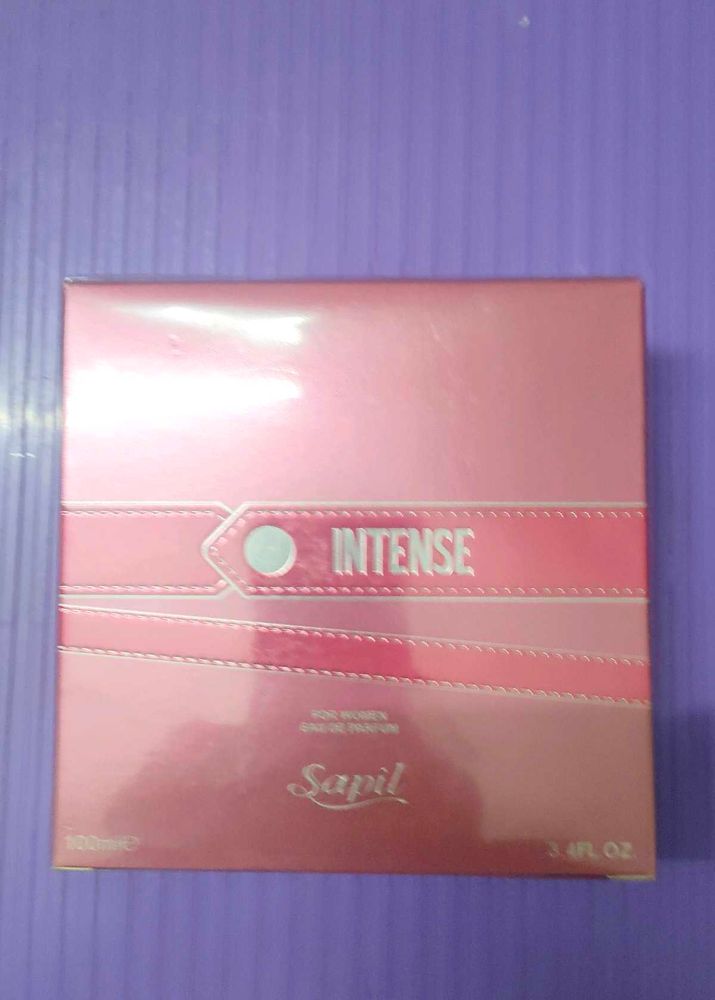 INTENSE
FOR WOMEN
EAU DE PARFUM
Sapil
100ml℮
3.4FL.OZ.